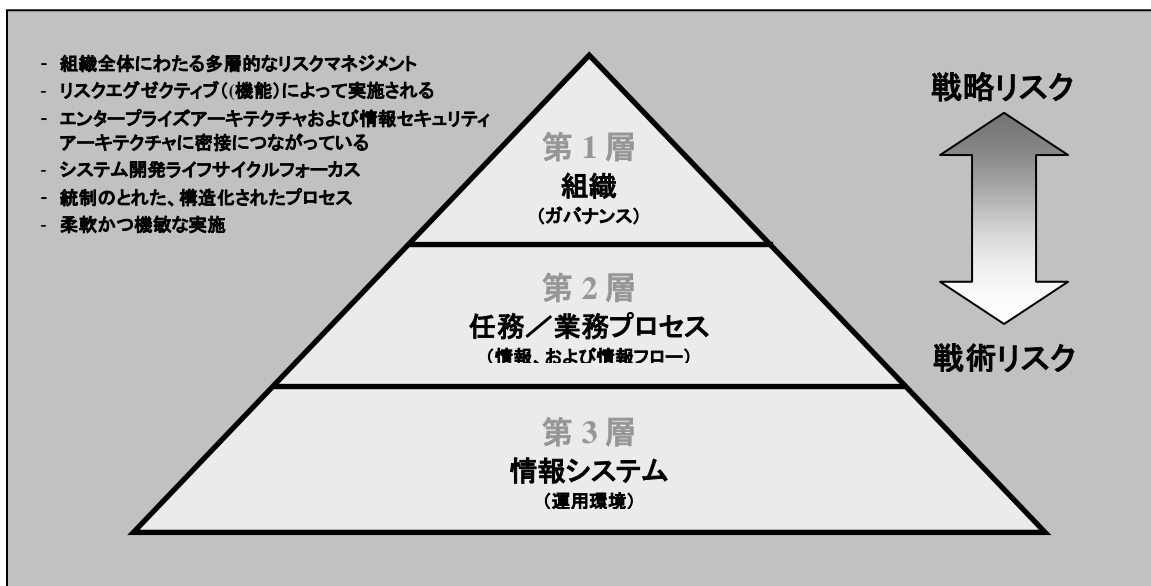 - 組織全体にわたる多層的なリスクマネジメント
- リスクエグゼクティブ((機能)によって実施される
- エンタープライズアーキテクチャおよび情報セキュリティ
アーキテクチャに密接につながっている
- システム開発ライフサイクルフォーカス
- 統制のとれた、構造化されたプロセス
- 柔軟かつ機敏な実施
第 1 層
組織
(ガバナンス)
第 2 層
任務/業務プロセス
(情報、および情報フロー)
第 3 層
情報システム
(運用環境)
戦略リスク
戦術リスク